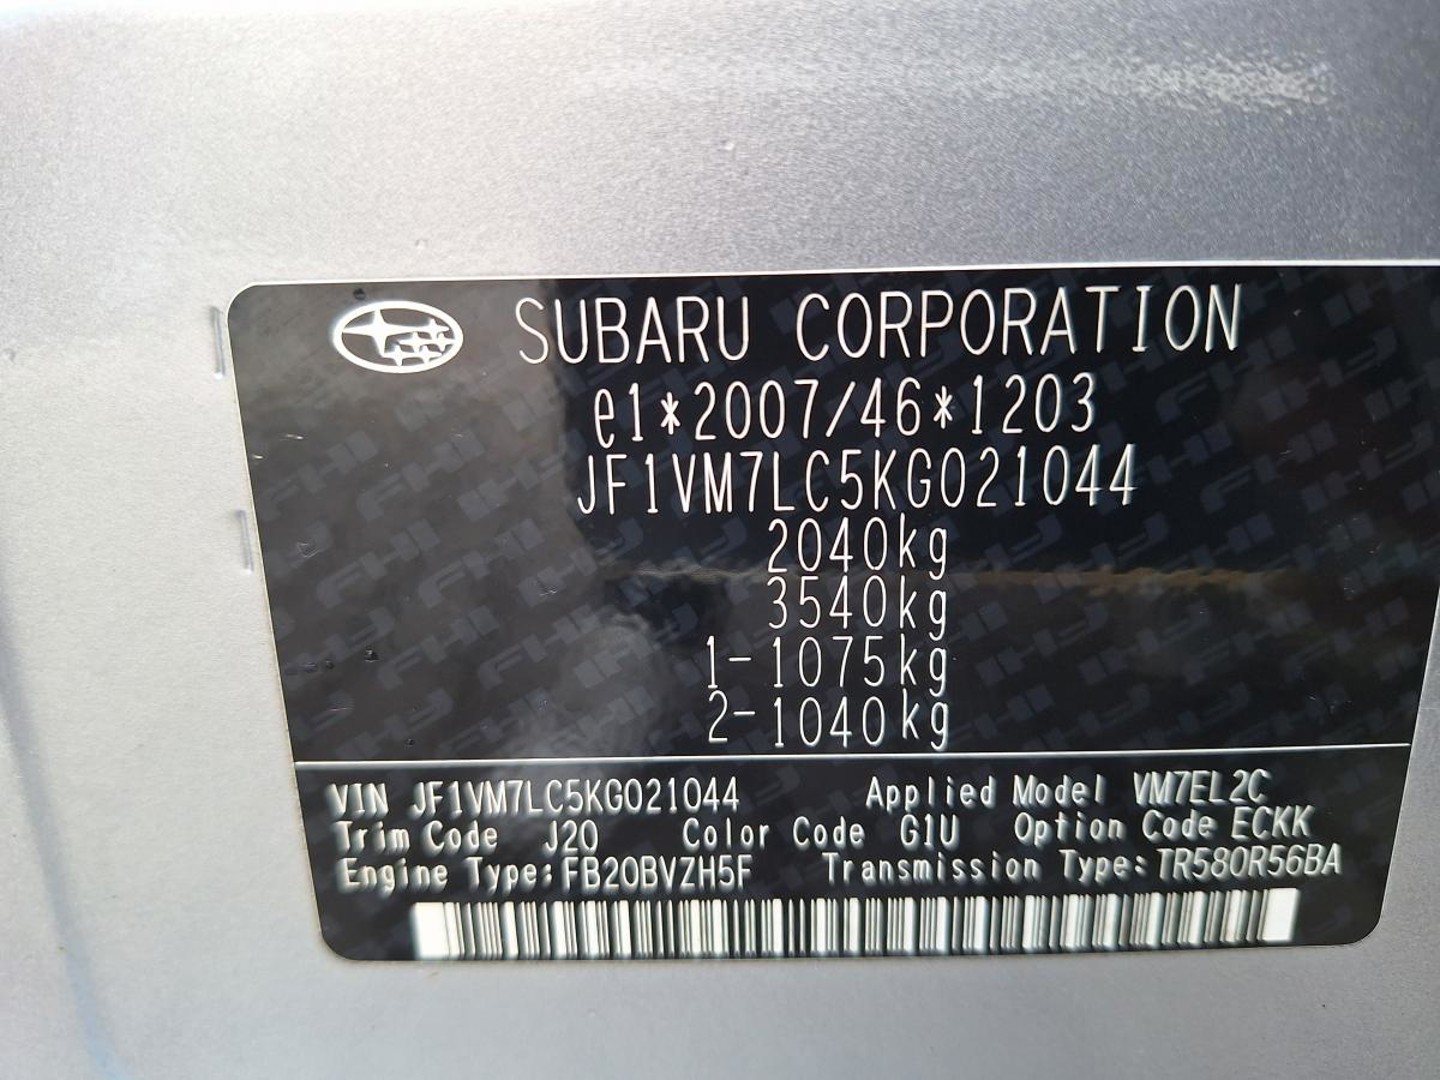 SUBARU CORPORATION
e1*2007/46*1203
JF1VM7LC5KG021044
2040kg
3540kg
1-1075kg
2-1040kg
VIN JF1VM7LC5KG021044 Applied Model VM7EL2C
Trim Code J20 Color Code G1U Option Code ECKK
Engine Type: FB20BVZH5F Transmission Type: TR580R56BA